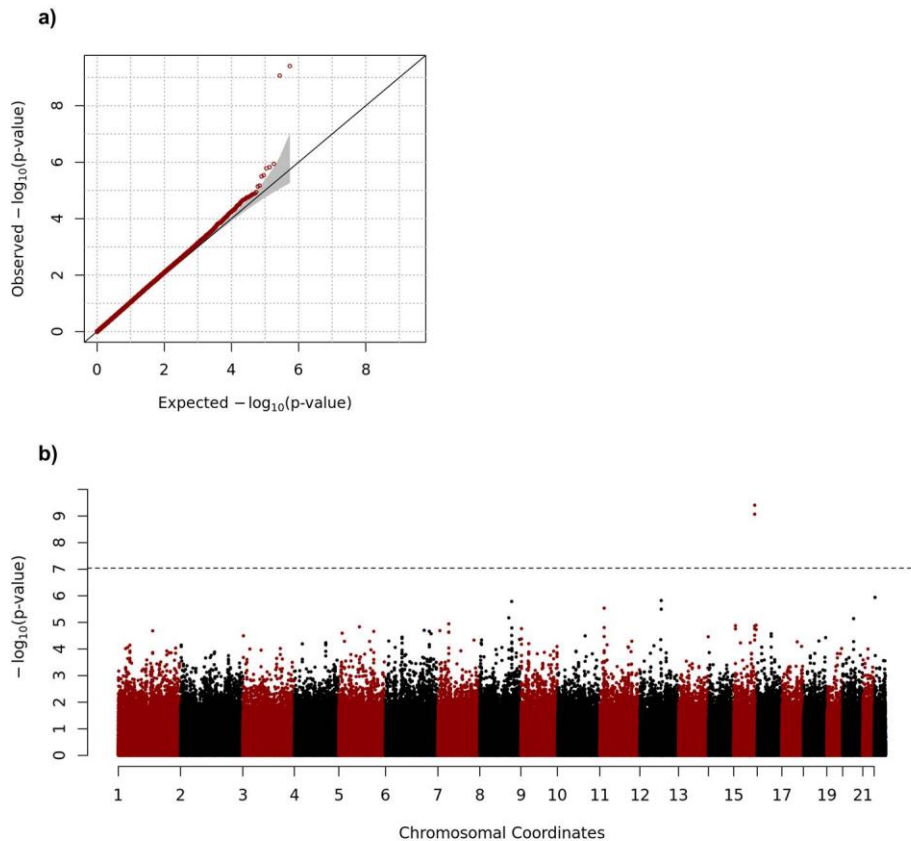 a)
8
6
4
2
0
Observed −log10(p-value)
0 2 4 6 8
Expected −log10(p-value)
b)
9
8
7
6
5
4
3
2
1
0
−log10(p-value)
1 2 3 4 5 6 7 8 9 10 11 12 13 15 17 19 21
Chromosomal Coordinates